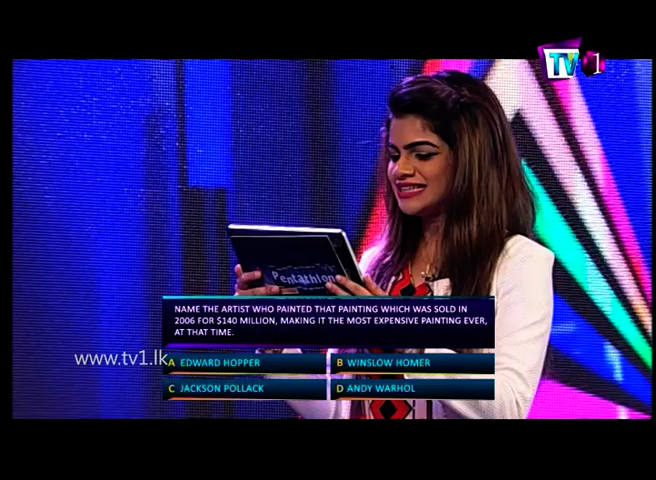 TV1
Pentathlon
NAME THE ARTIST WHO PAINTED THAT PAINTING WHICH WAS SOLD IN
2006 FOR $140 MILLION, MAKING IT THE MOST EXPENSIVE PAINTING EVER,
AT THAT TIME.
www.tv1.lk
A EDWARD HOPPER
B WINSLOW HOMER
C JACKSON POLLACK
D ANDY WARHOL